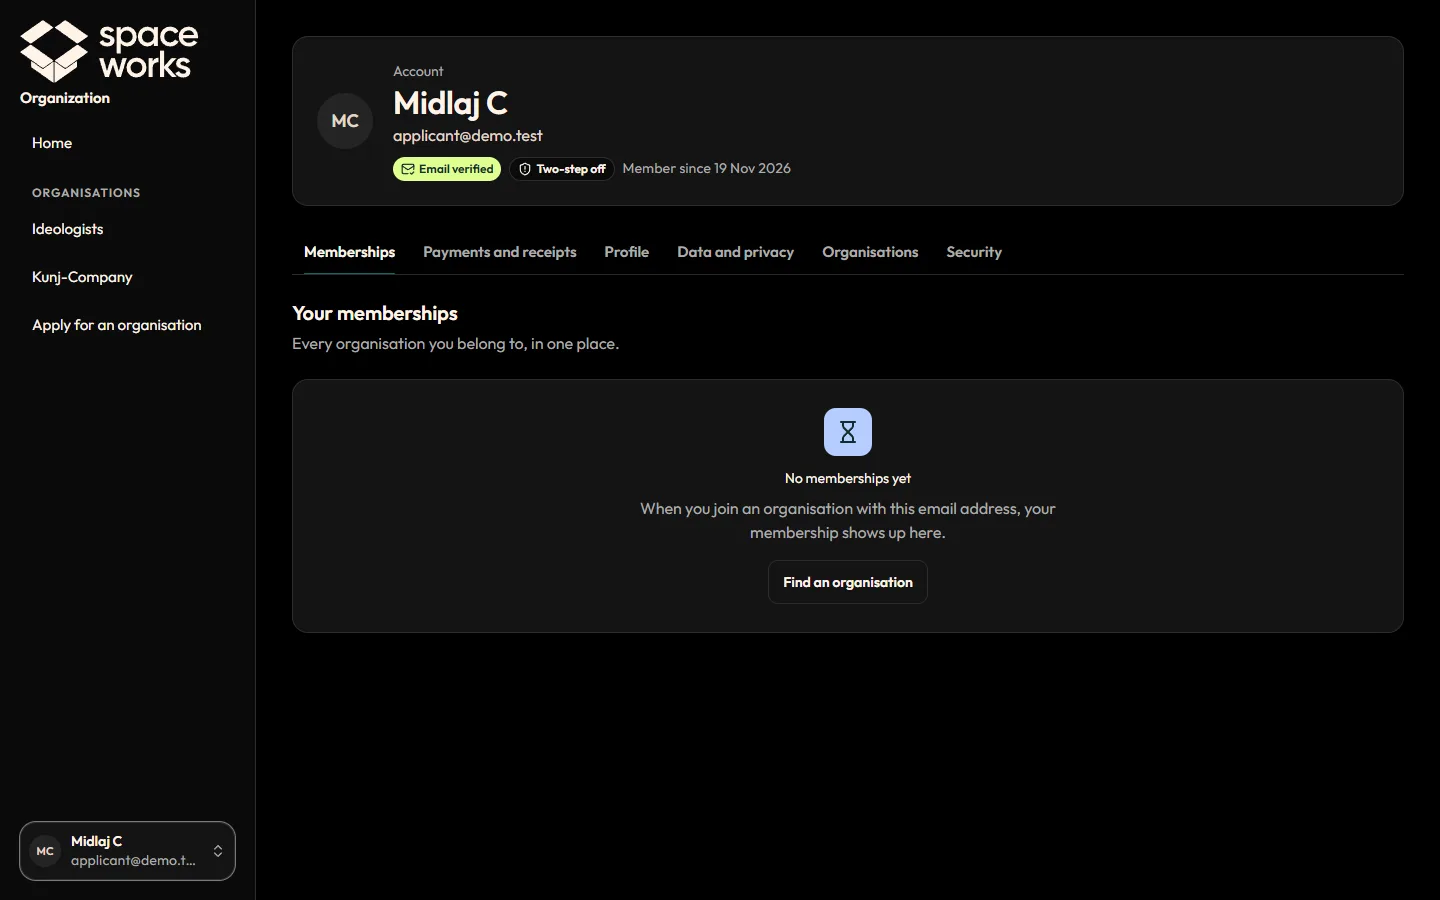 space
works
Organization
Home
ORGANISATIONS
Ideologists
Kunj-Company
Apply for an organisation
MC
Midlaj C
applicant@demo.t...
Account
MC
Midlaj C
applicant@demo.test
Email verified
Two-step off
Member since 19 Nov 2026
Memberships
Payments and receipts
Profile
Data and privacy
Organisations
Security
Your memberships
Every organisation you belong to, in one place.
No memberships yet
When you join an organisation with this email address, your
membership shows up here.
Find an organisation